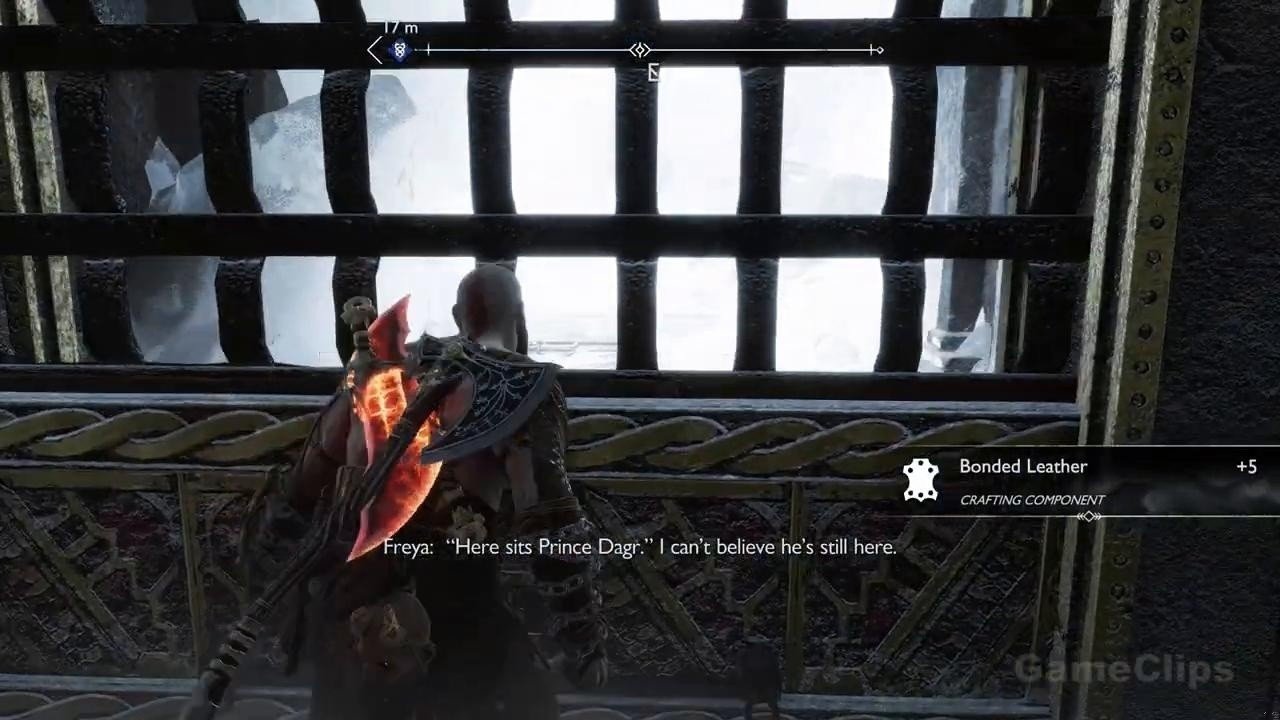 17 m
E
Bonded Leather +5
CRAFTING COMPONENT
Freya: “Here sits Prince Dagr.” I can't believe he's still here.
GameClips